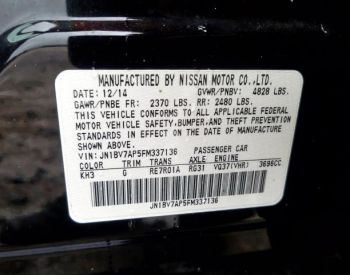 MANUFACTURED BY NISSAN MOTOR CO.,LTD.
DATE: 12/14 GVWR/PNBV: 4828 LBS.
GAWR/PNBE FR: 2370 LBS. RR: 2480 LBS.
THIS VEHICLE CONFORMS TO ALL APPLICABLE FEDERAL
MOTOR VEHICLE SAFETY,BUMPER,AND THEFT PREVENTION
STANDARDS IN EFFECT ON THE DATE OF MANUFACTURE
SHOWN ABOVE.
VIN: JN1BV7AP5FM337136 PASSENGER CAR
COLOR TRIM TRANS AXLE ENGINE
KH3 G RE7R01A RG31 VQ37(VHR) 3696CC
JN1BV7AP5FM337136